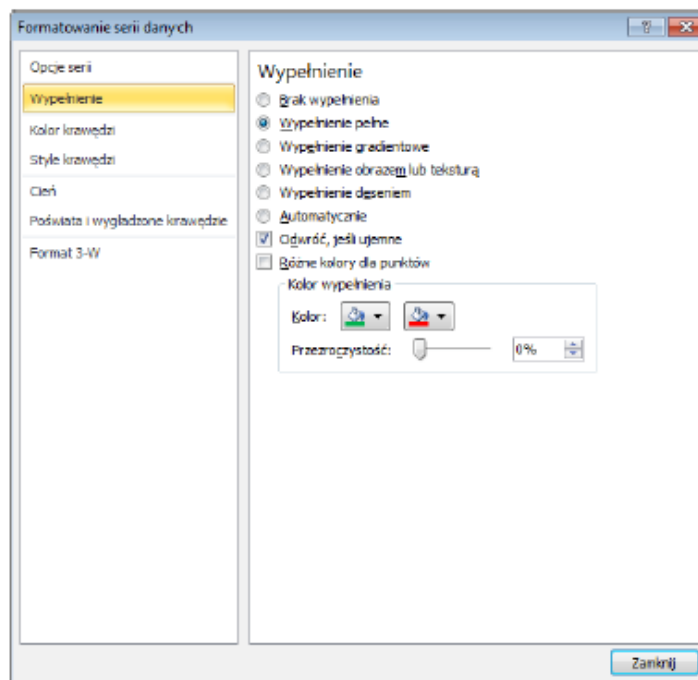 Formatowanie serii danych
Opcje serii
Wypełnienie
Kolor krawędzi
Style krawędzi
Cień
Poświata i wygładzone krawędzie
Format 3-W
Wypełnienie
Brak wypełnienia
Wypełnienie pełne
Wypełnienie gradientowe
Wypełnienie obrazem lub teksturą
Wypełnienie deseniem
Automatycznie
Odwróć, jeśli ujemne
Różne kolory dla punktów
Kolor wypełnienia
Kolor:
Przezroczystość: 0%
Zamknij